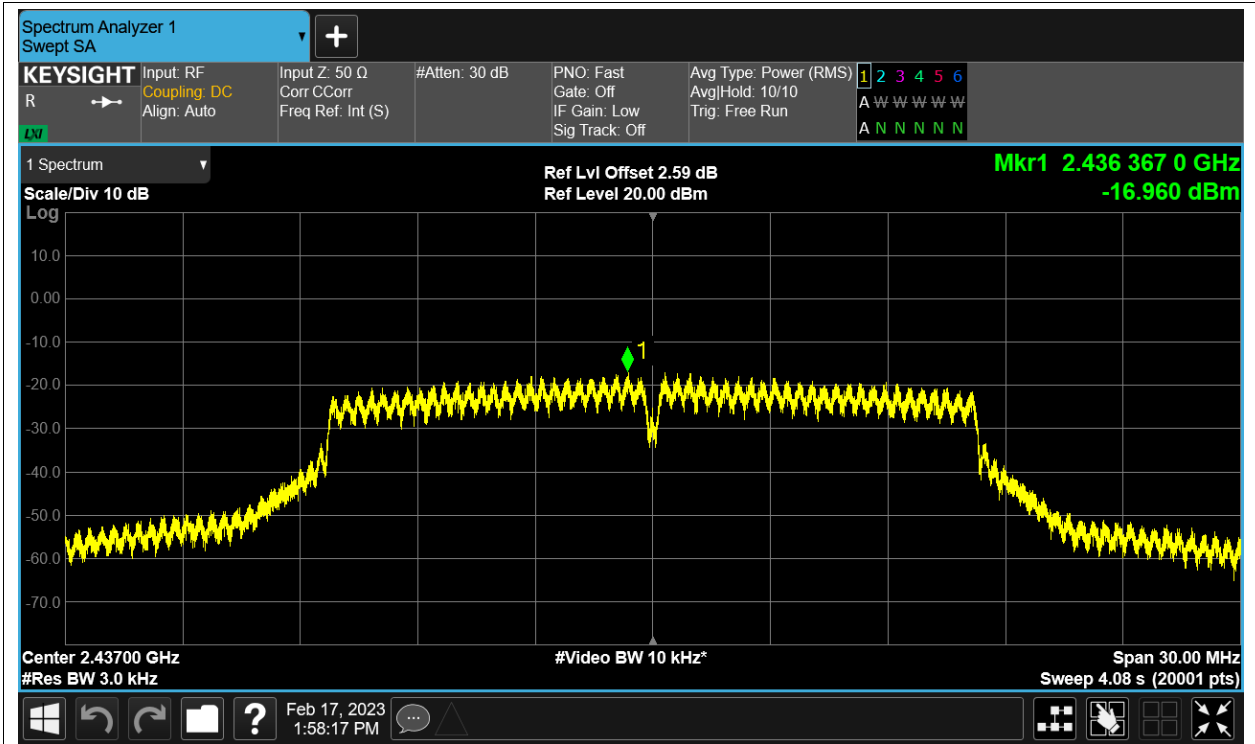 Spectrum Analyzer 1
Swept SA
+
KEYSIGHT
R
LXI
Input: RF
Coupling: DC
Align: Auto
Input Z: 50 Ω
Corr CCorr
Freq Ref: Int (S)
#Atten: 30 dB
PNO: Fast
Gate: Off
IF Gain: Low
Sig Track: Off
Avg Type: Power (RMS)
Avg|Hold: 10/10
Trig: Free Run
1 2 3 4 5 6
A W W W W W
A N N N N N
1 Spectrum
Scale/Div 10 dB
Log
Ref Lvl Offset 2.59 dB
Ref Level 20.00 dBm
Mkr1 2.436 367 0 GHz
-16.960 dBm
10.0
0.00
-10.0
1
-20.0
-30.0
-40.0
-50.0
-60.0
-70.0
Center 2.43700 GHz
#Video BW 10 kHz*
Span 30.00 MHz
#Res BW 3.0 kHz
Sweep 4.08 s (20001 pts)
?
Feb 17, 2023
1:58:17 PM